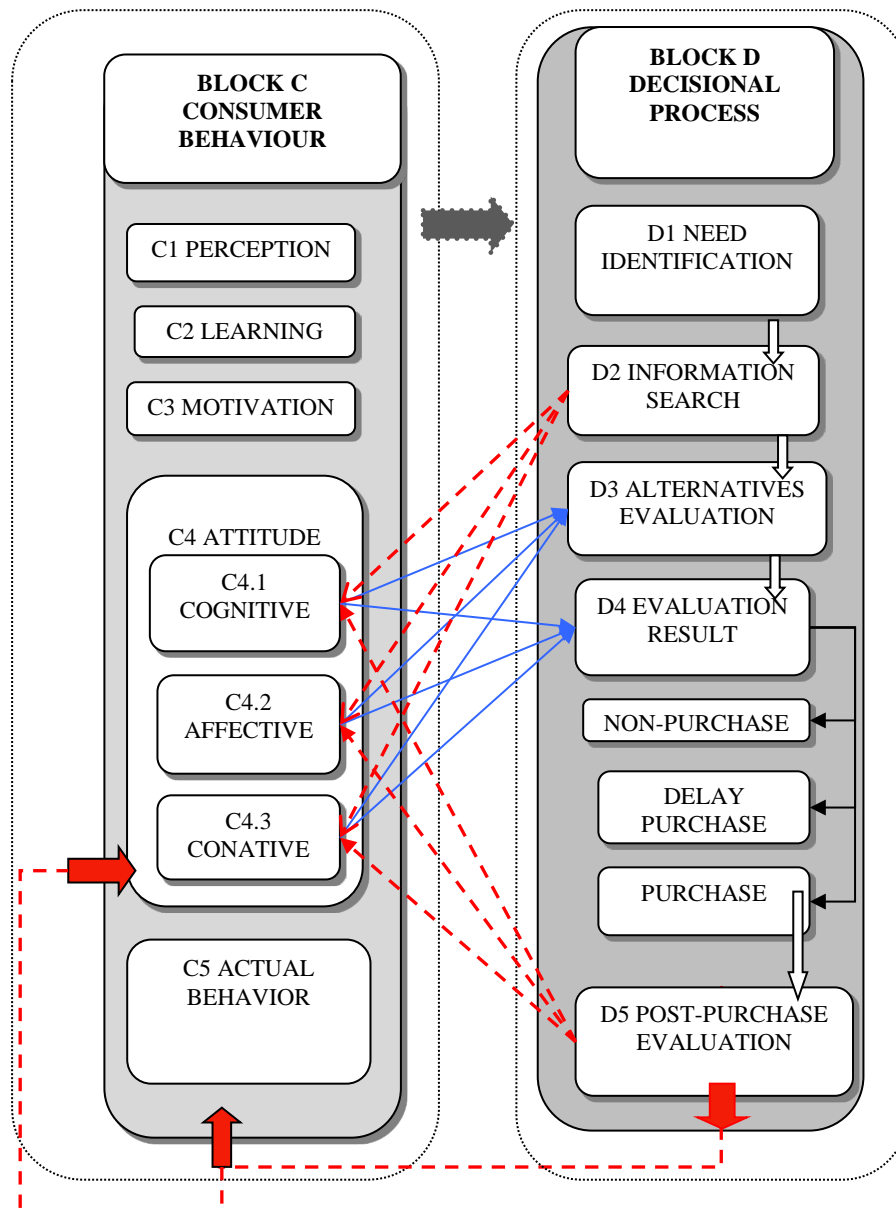 BLOCK C
CONSUMER
BEHAVIOUR
C1 PERCEPTION
C2 LEARNING
C3 MOTIVATION
C4 ATTITUDE
C4.1
COGNITIVE
C4.2
AFFECTIVE
C4.3
CONATIVE
C5 ACTUAL
BEHAVIOR
BLOCK D
DECISIONAL
PROCESS
D1 NEED
IDENTIFICATION
D2 INFORMATION
SEARCH
D3 ALTERNATIVES
EVALUATION
D4 EVALUATION
RESULT
NON-PURCHASE
DELAY
PURCHASE
PURCHASE
D5 POST-PURCHASE
EVALUATION